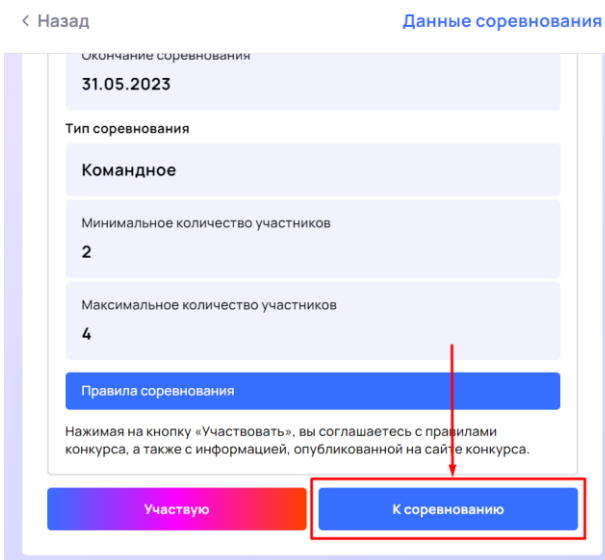 < Назад
Данные соревнования
Окончание соревнования
31.05.2023
Тип соревнования
Командное
Минимальное количество участников
2
Максимальное количество участников
4
Правила соревнования
Нажимая на кнопку «Участвовать», вы соглашаетесь с правилами
конкурса, а также с информацией, опубликованной на сайте конкурса.
Участвую
К соревнованию